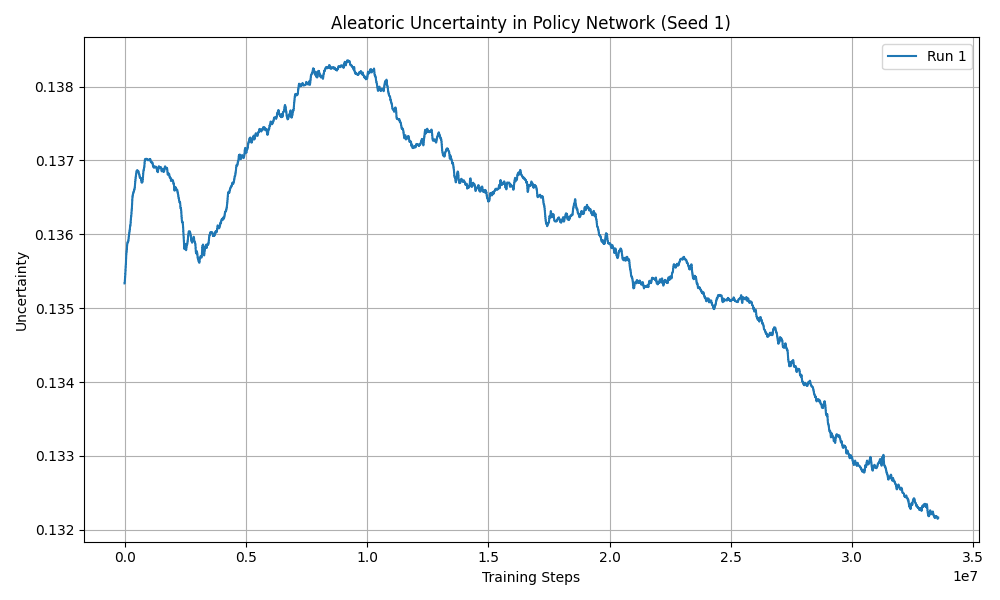 Aleatoric Uncertainty in Policy Network (Seed 1)
Run 1
Uncertainty
0.138
0.137
0.136
0.135
0.134
0.133
0.132
0.0 0.5 1.0 1.5 2.0 2.5 3.0 3.5
1e7
Training Steps